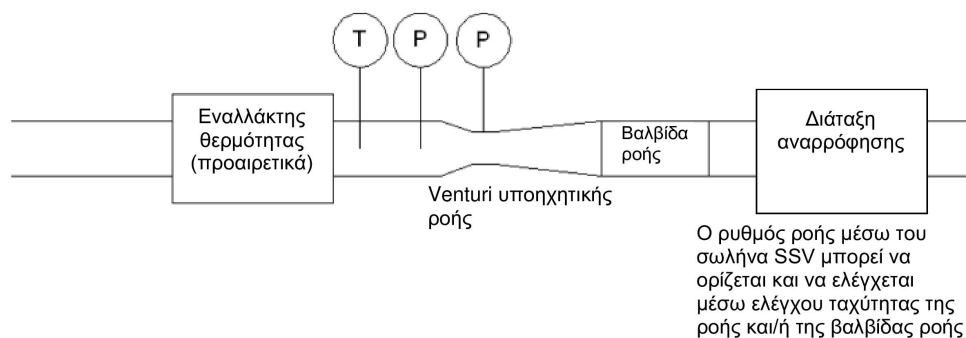 T P P
Εναλλάκτης
θερμότητας
(προαιρετικά)
Βαλβίδα
ροής
Διάταξη
αναρρόφησης
Venturi υποηχητικής
ροής
Ο ρυθμός ροής μέσω του
σωλήνα SSV μπορεί να
ορίζεται και να ελέγχεται
μέσω ελέγχου ταχύτητας της
ροής και/ή της βαλβίδας ροής